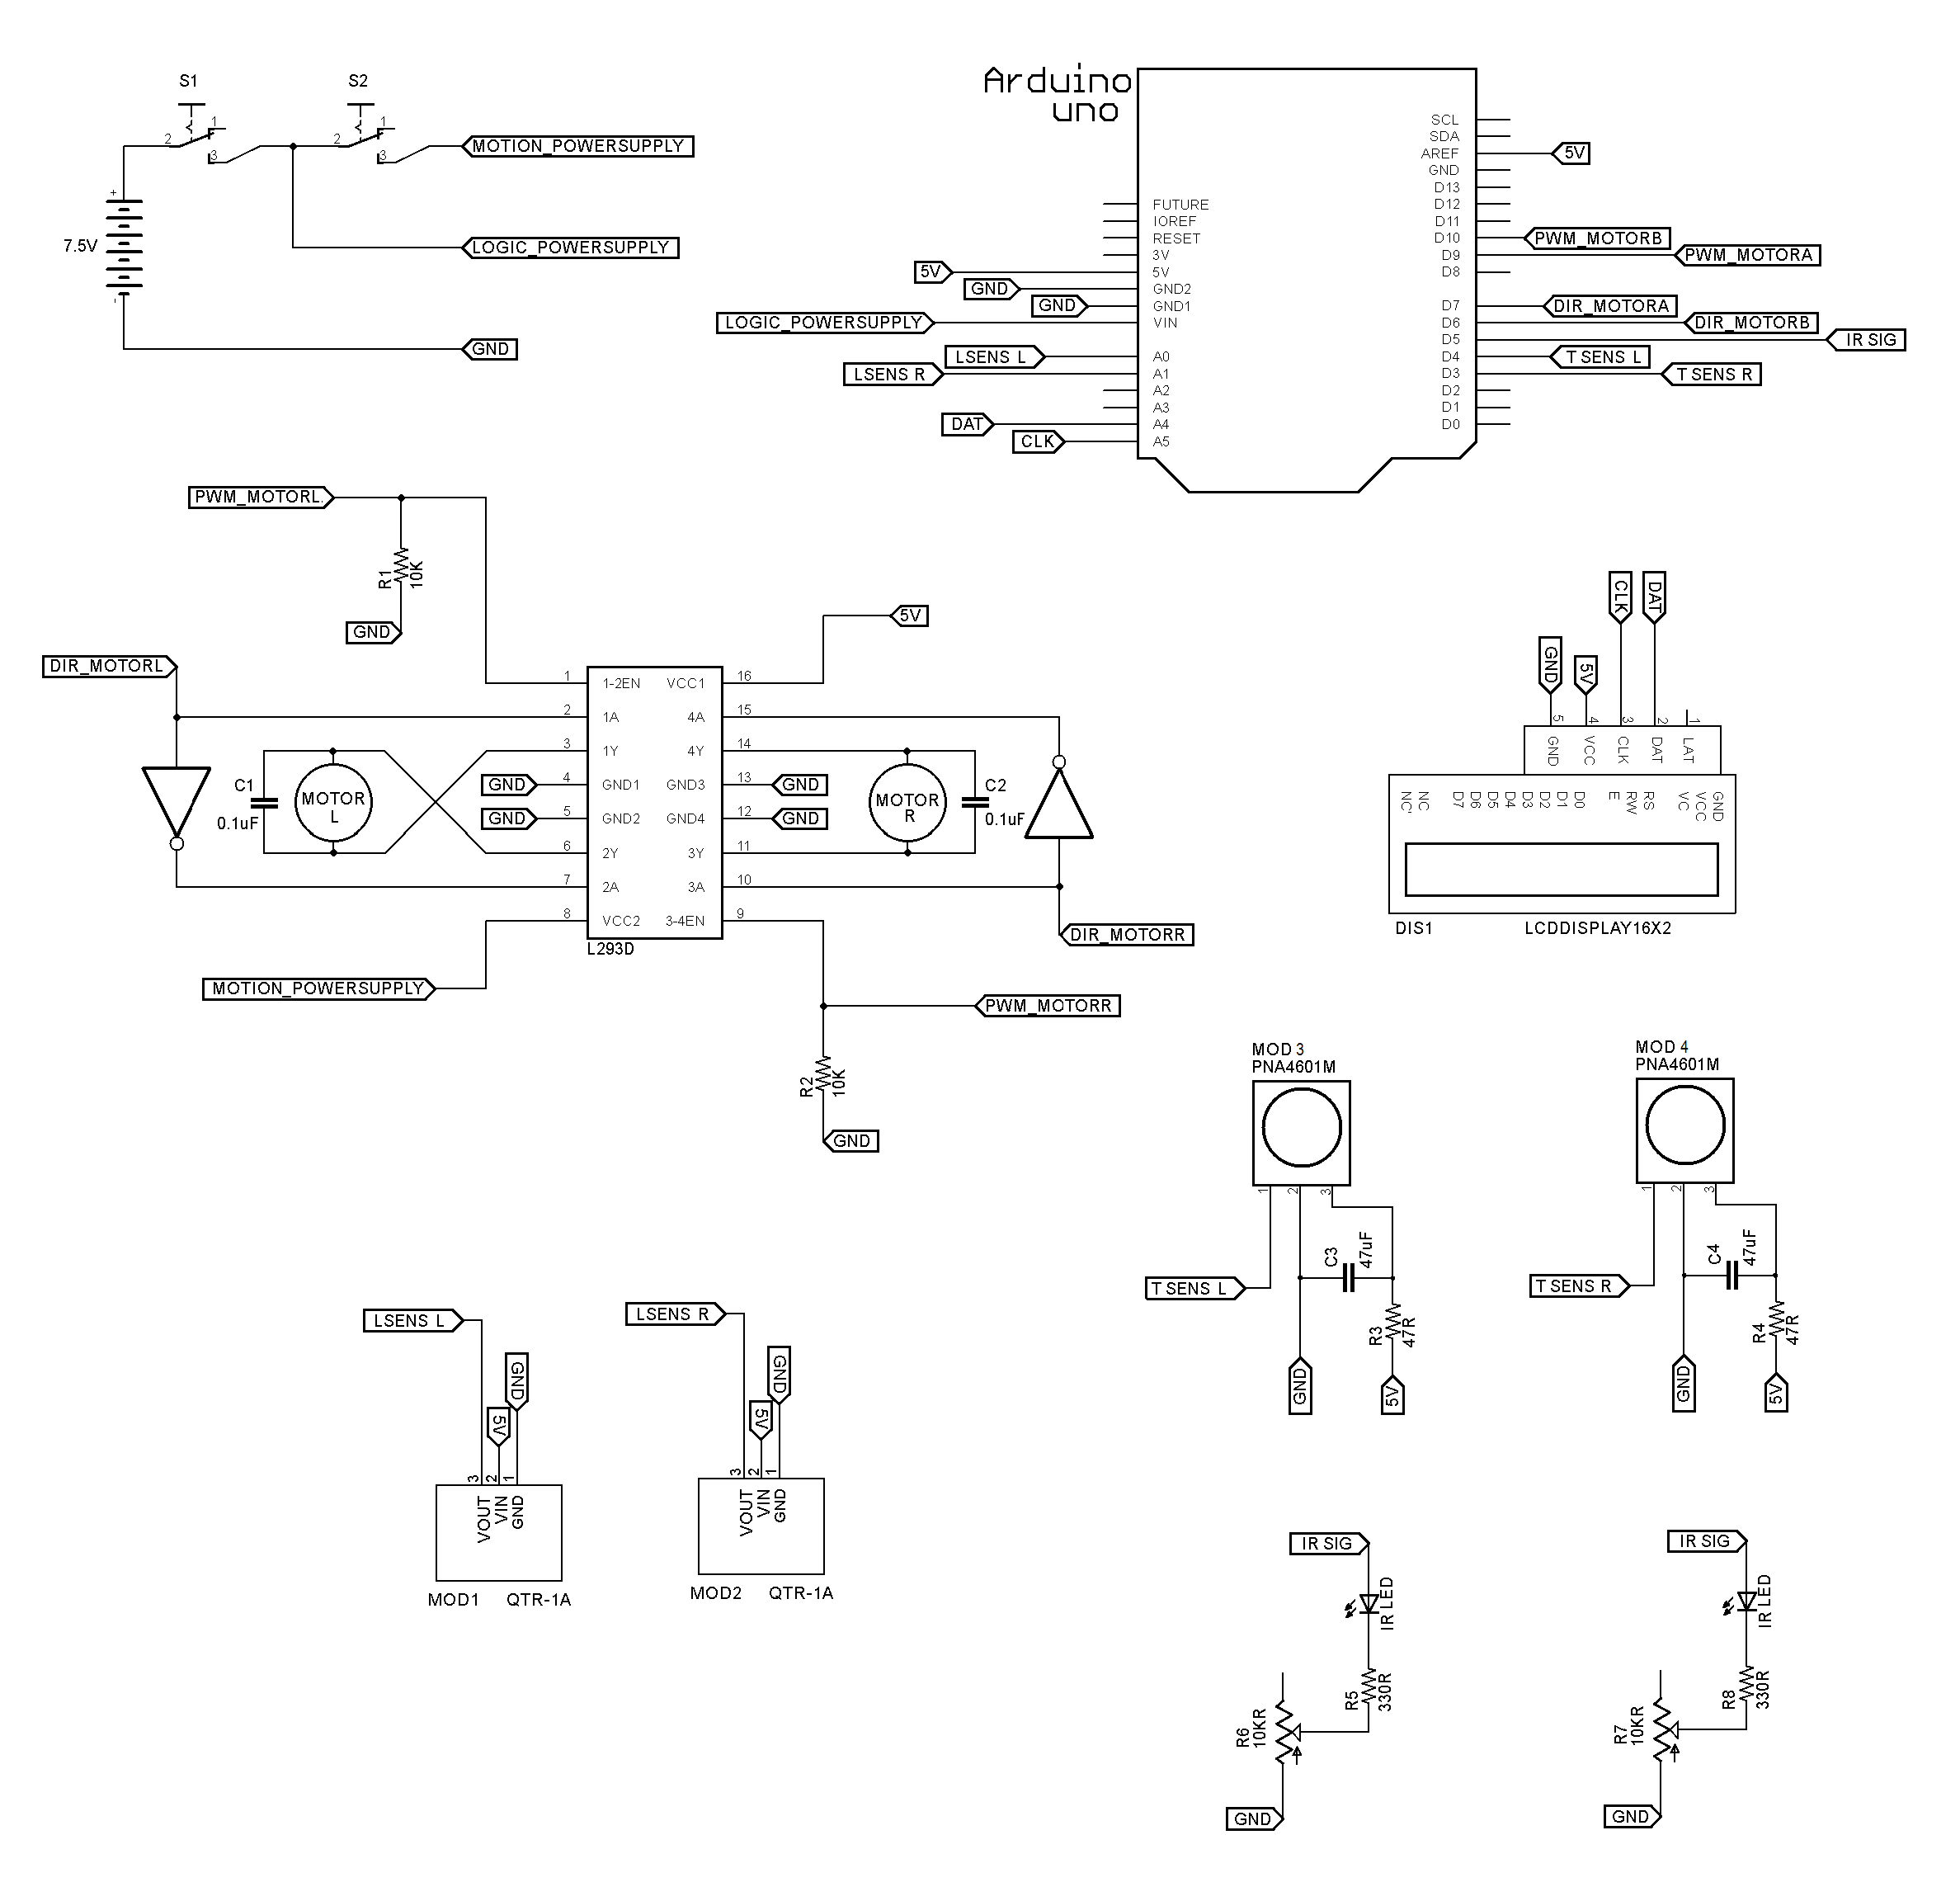 S1
S2
2
1
3
2
1
3
MOTION_POWERSUPPLY
LOGIC_POWERSUPPLY
+
7.5V
-
GND
Arduino
uno
SCL
SDA
AREF
5V
GND
D13
FUTURE
D12
IOREF
D11
RESET
D10
PWM_MOTORB
3V
D9
PWM_MOTORA
5V
5V
D8
GND
GND2
GND
GND1
D7
DIR_MOTORA
LOGIC_POWERSUPPLY
VIN
D6
DIR_MOTORB
D5
IR SIG
LSENS L
A0
D4
T SENS L
LSENS R
A1
D3
T SENS R
A2
D2
A3
D1
DAT
A4
D0
CLK
A5
PWM_MOTORL
R1
10K
GND
5V
DIR_MOTORL
1
1-2EN
VCC1
16
2
1A
4A
15
3
1Y
4Y
14
4
GND
GND1
GND3
13
GND
5
GND
GND2
GND4
12
GND
6
2Y
3Y
11
7
2A
3A
10
8
VCC2
3-4EN
9
L293D
C1
0.1uF
MOTOR
L
MOTOR
R
C2
0.1uF
DIR_MOTORR
MOTION_POWERSUPPLY
PWM_MOTORR
R2
10K
GND
GND
5V
CLK
DAT
5
4
3
2
1
GND
VCC
CLK
DAT
LAT
NC'
NC
D7
D6
D5
D4
D3
D2
D1
D0
E
RW
RS
VC
VCC
GND
DIS1
LCDDISPLAY16X2
MOD 3
PNA4601M
1
2
3
T SENS L
C3
47uF
R3
47R
GND
5V
MOD 4
PNA4601M
1
2
3
T SENS R
C4
47uF
R4
47R
GND
5V
LSENS L
GND
5V
3
2
1
VOUT
VIN
GND
MOD1
QTR-1A
LSENS R
GND
5V
3
2
1
VOUT
VIN
GND
MOD2
QTR-1A
IR SIG
IR LED
R5
330R
R6
10KR
GND
IR SIG
IR LED
R8
330R
R7
10KR
GND